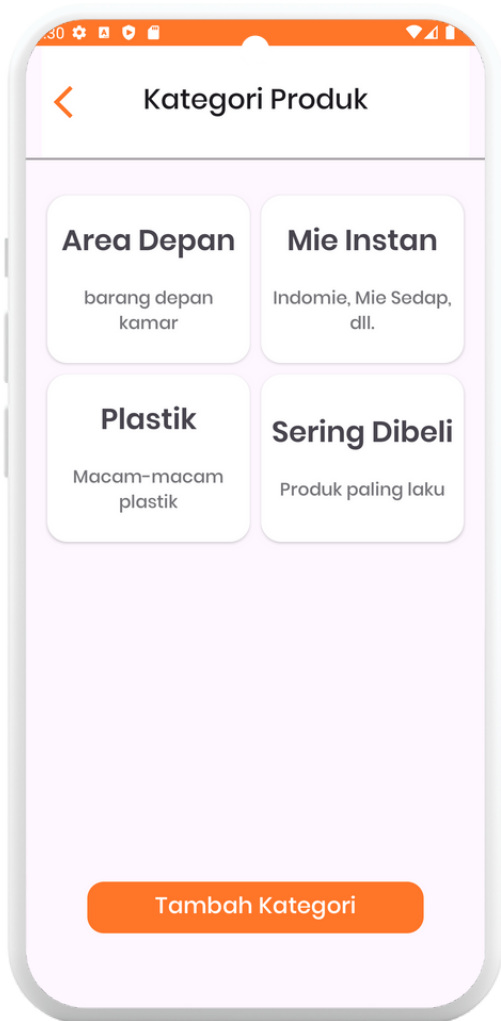 :30
Kategori Produk
Area Depan
barang depan
kamar
Mie Instan
Indomie, Mie Sedap,
dll.
Plastik
Macam-macam
plastik
Sering Dibeli
Produk paling laku
Tambah Kategori